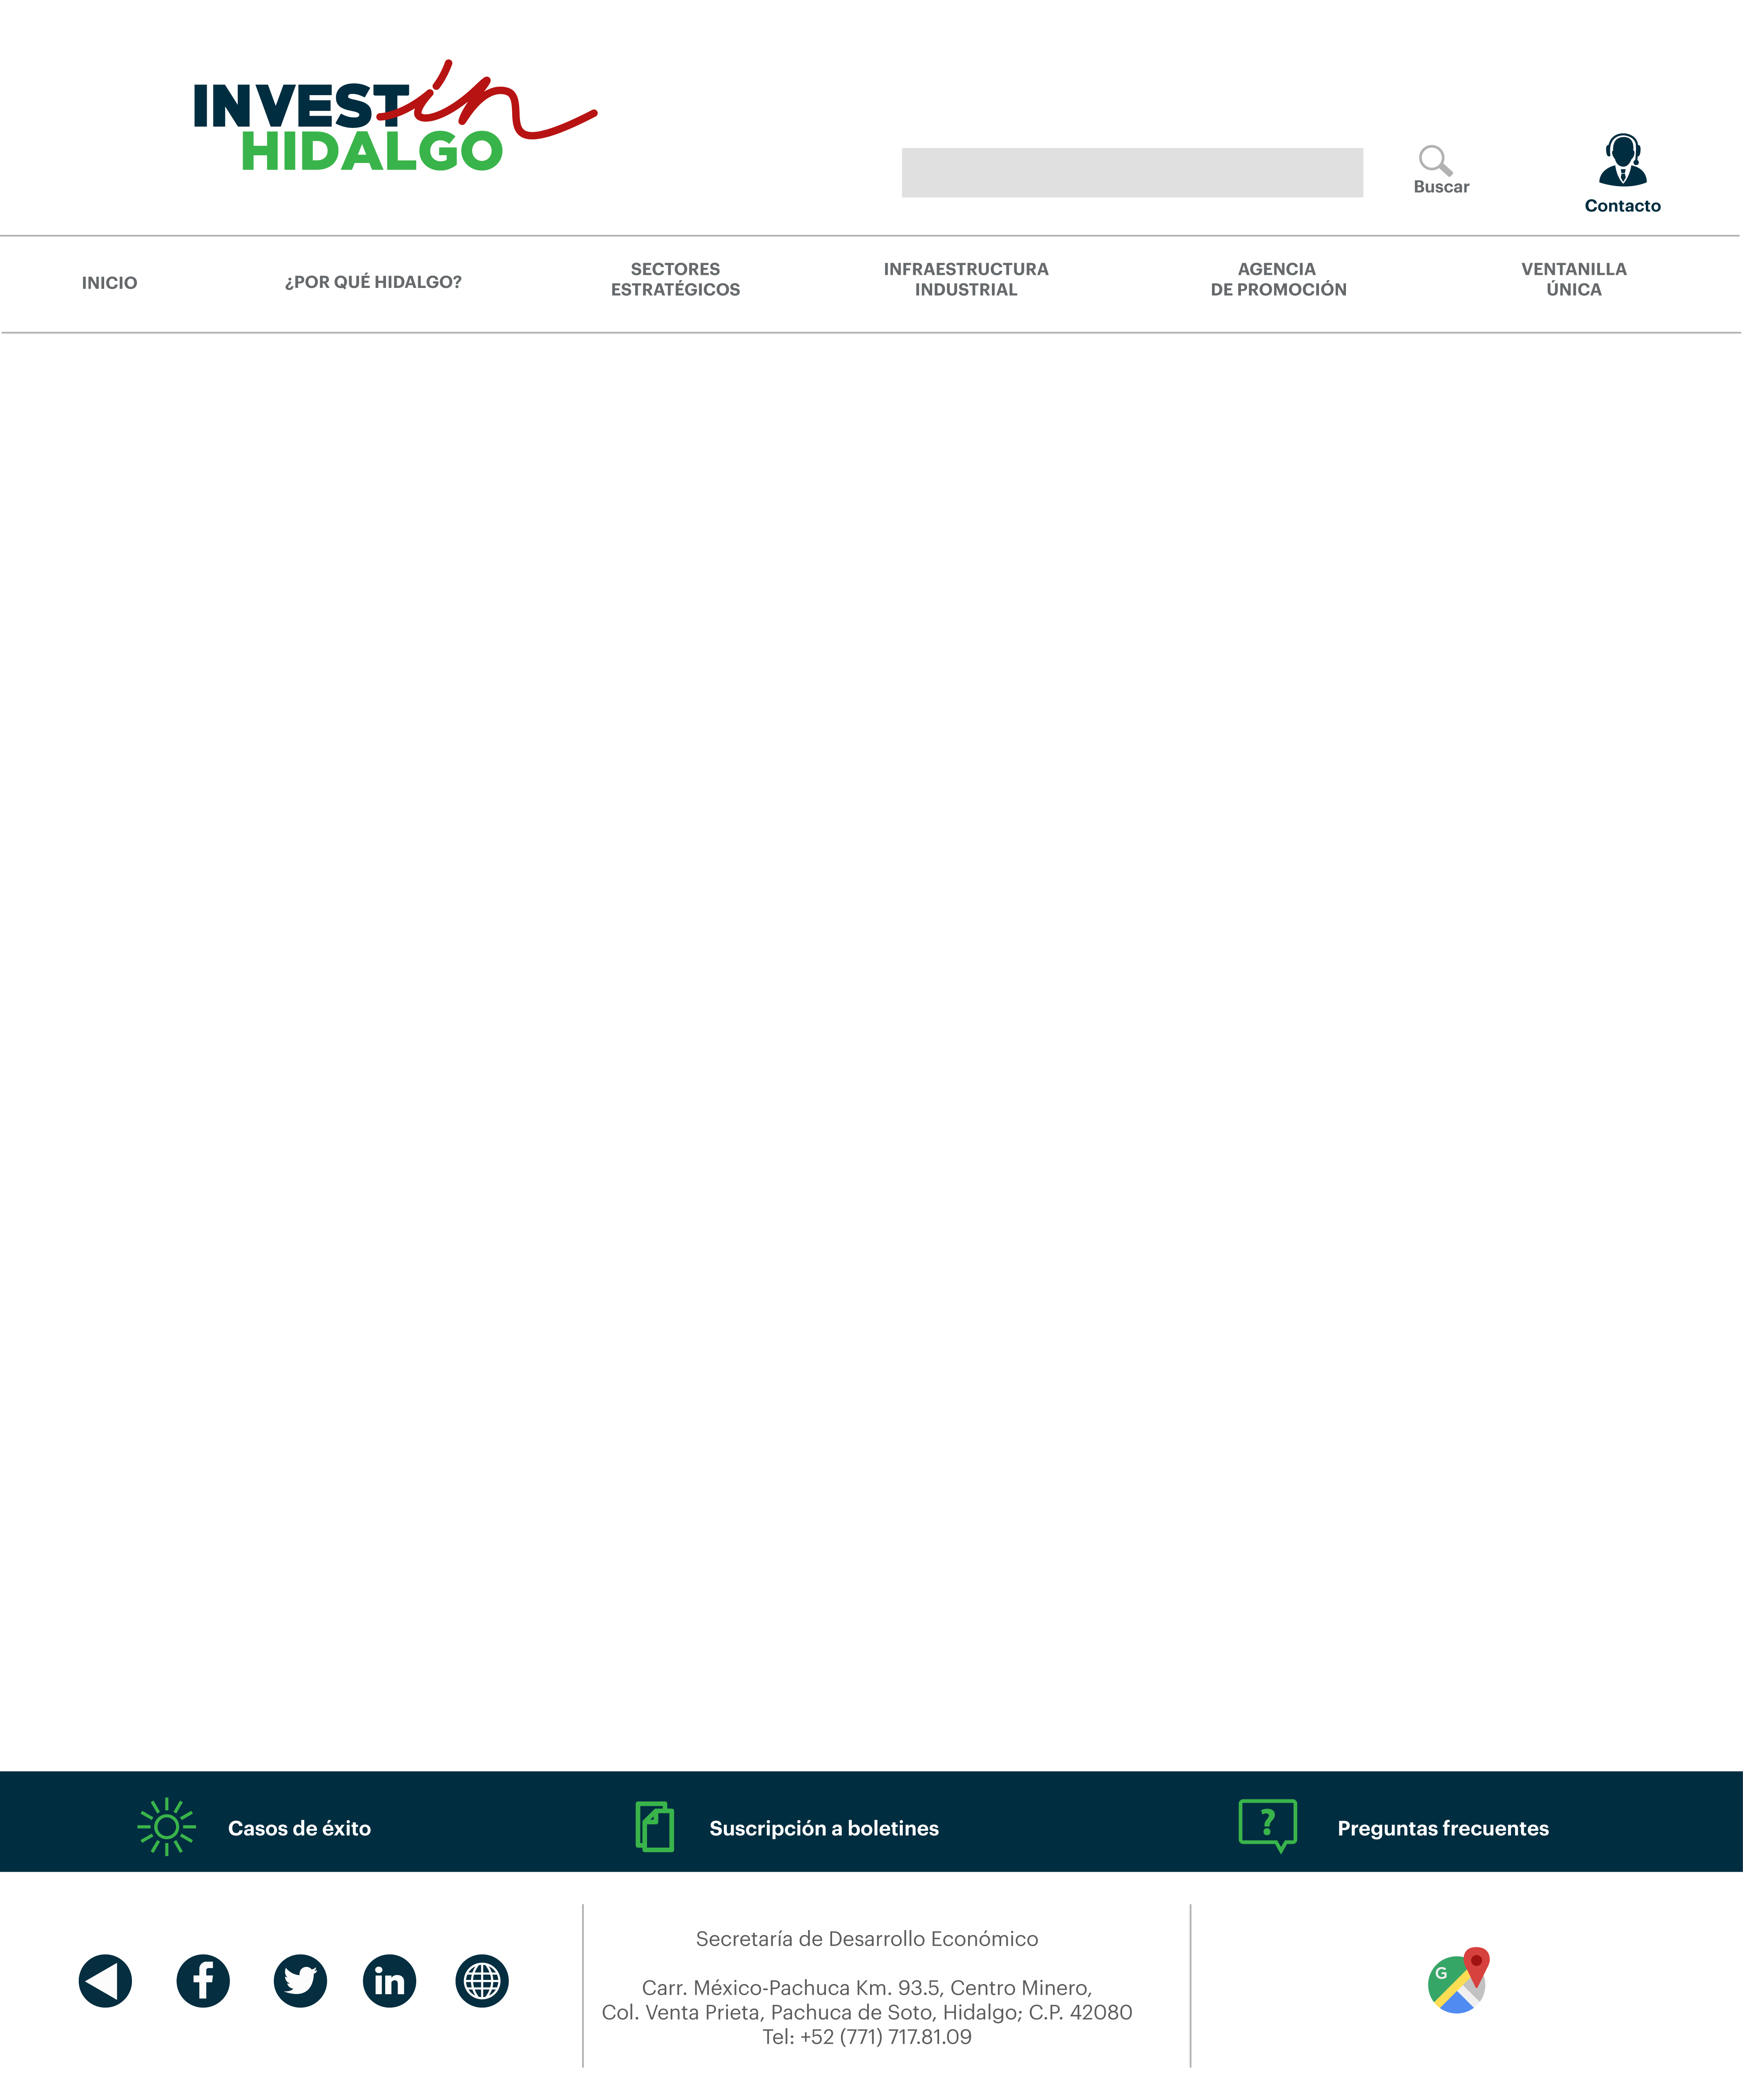 INVEST in
HIDALGO
Buscar
Contacto
INICIO
¿POR QUÉ HIDALGO?
SECTORES
ESTRATÉGICOS
INFRAESTRUCTURA
INDUSTRIAL
AGENCIA
DE PROMOCIÓN
VENTANILLA
ÚNICA
Casos de éxito
?
Suscripción a boletines
Preguntas frecuentes
f
in
Secretaría de Desarrollo Económico
Carr. México-Pachuca Km. 93.5, Centro Minero,
Col. Venta Prieta, Pachuca de Soto, Hidalgo; C.P. 42080
Tel: +52 (771) 717.81.09
G